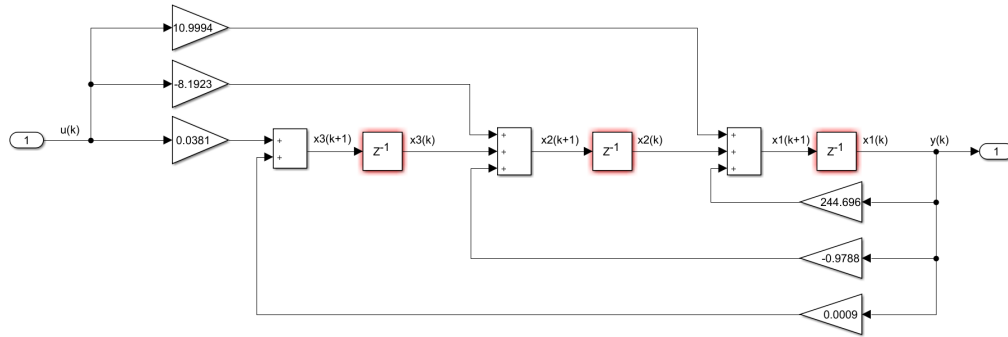 10.9994
-8.1923
u(k)
1
0.0381
+
+
x3(k+1)
Z-1
x3(k)
+
+
+
x2(k+1)
Z-1
x2(k)
+
+
+
x1(k+1)
Z-1
x1(k)
y(k)
1
244.696
-0.9788
0.0009